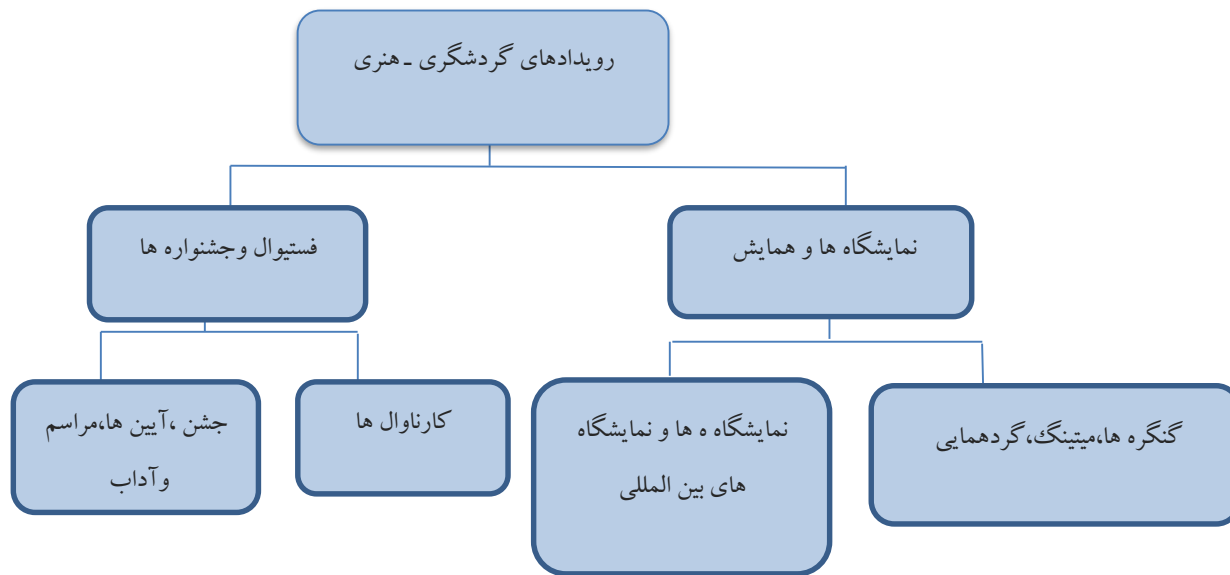 رویدادهای گردشگری ـ هنری
نمایشگاه ها و همایش
فستیوال وجشنواره ها
گنگره ها،میتینگ،گردهمایی
نمایشگاه ه ها و نمایشگاه
های بین المللی
کارناوال ها
جشن ،آیین ها،مراسم
وآداب